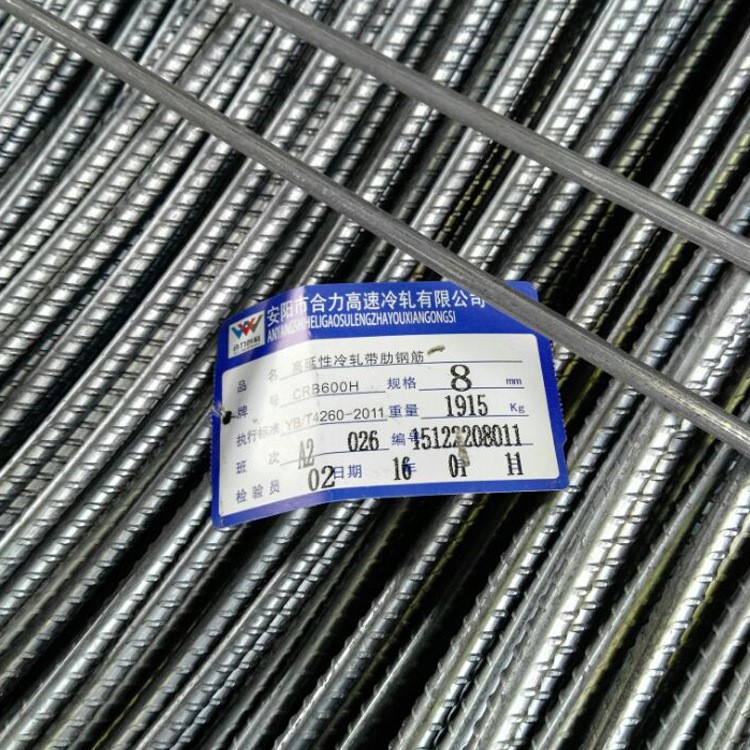 安阳市合力高速冷轧有限公司
ANYANGSHIHELIGAOSULENGZHAYOUXIANGONGSI
品 名 高延性冷轧带肋钢筋
牌 号 CRB600H 规格 8 mm
执行标准 YB/T4260-2011 重量 1915 Kg
班 次 A2 026 编号 15122208011
检验员 02 日期 16 年 01 11